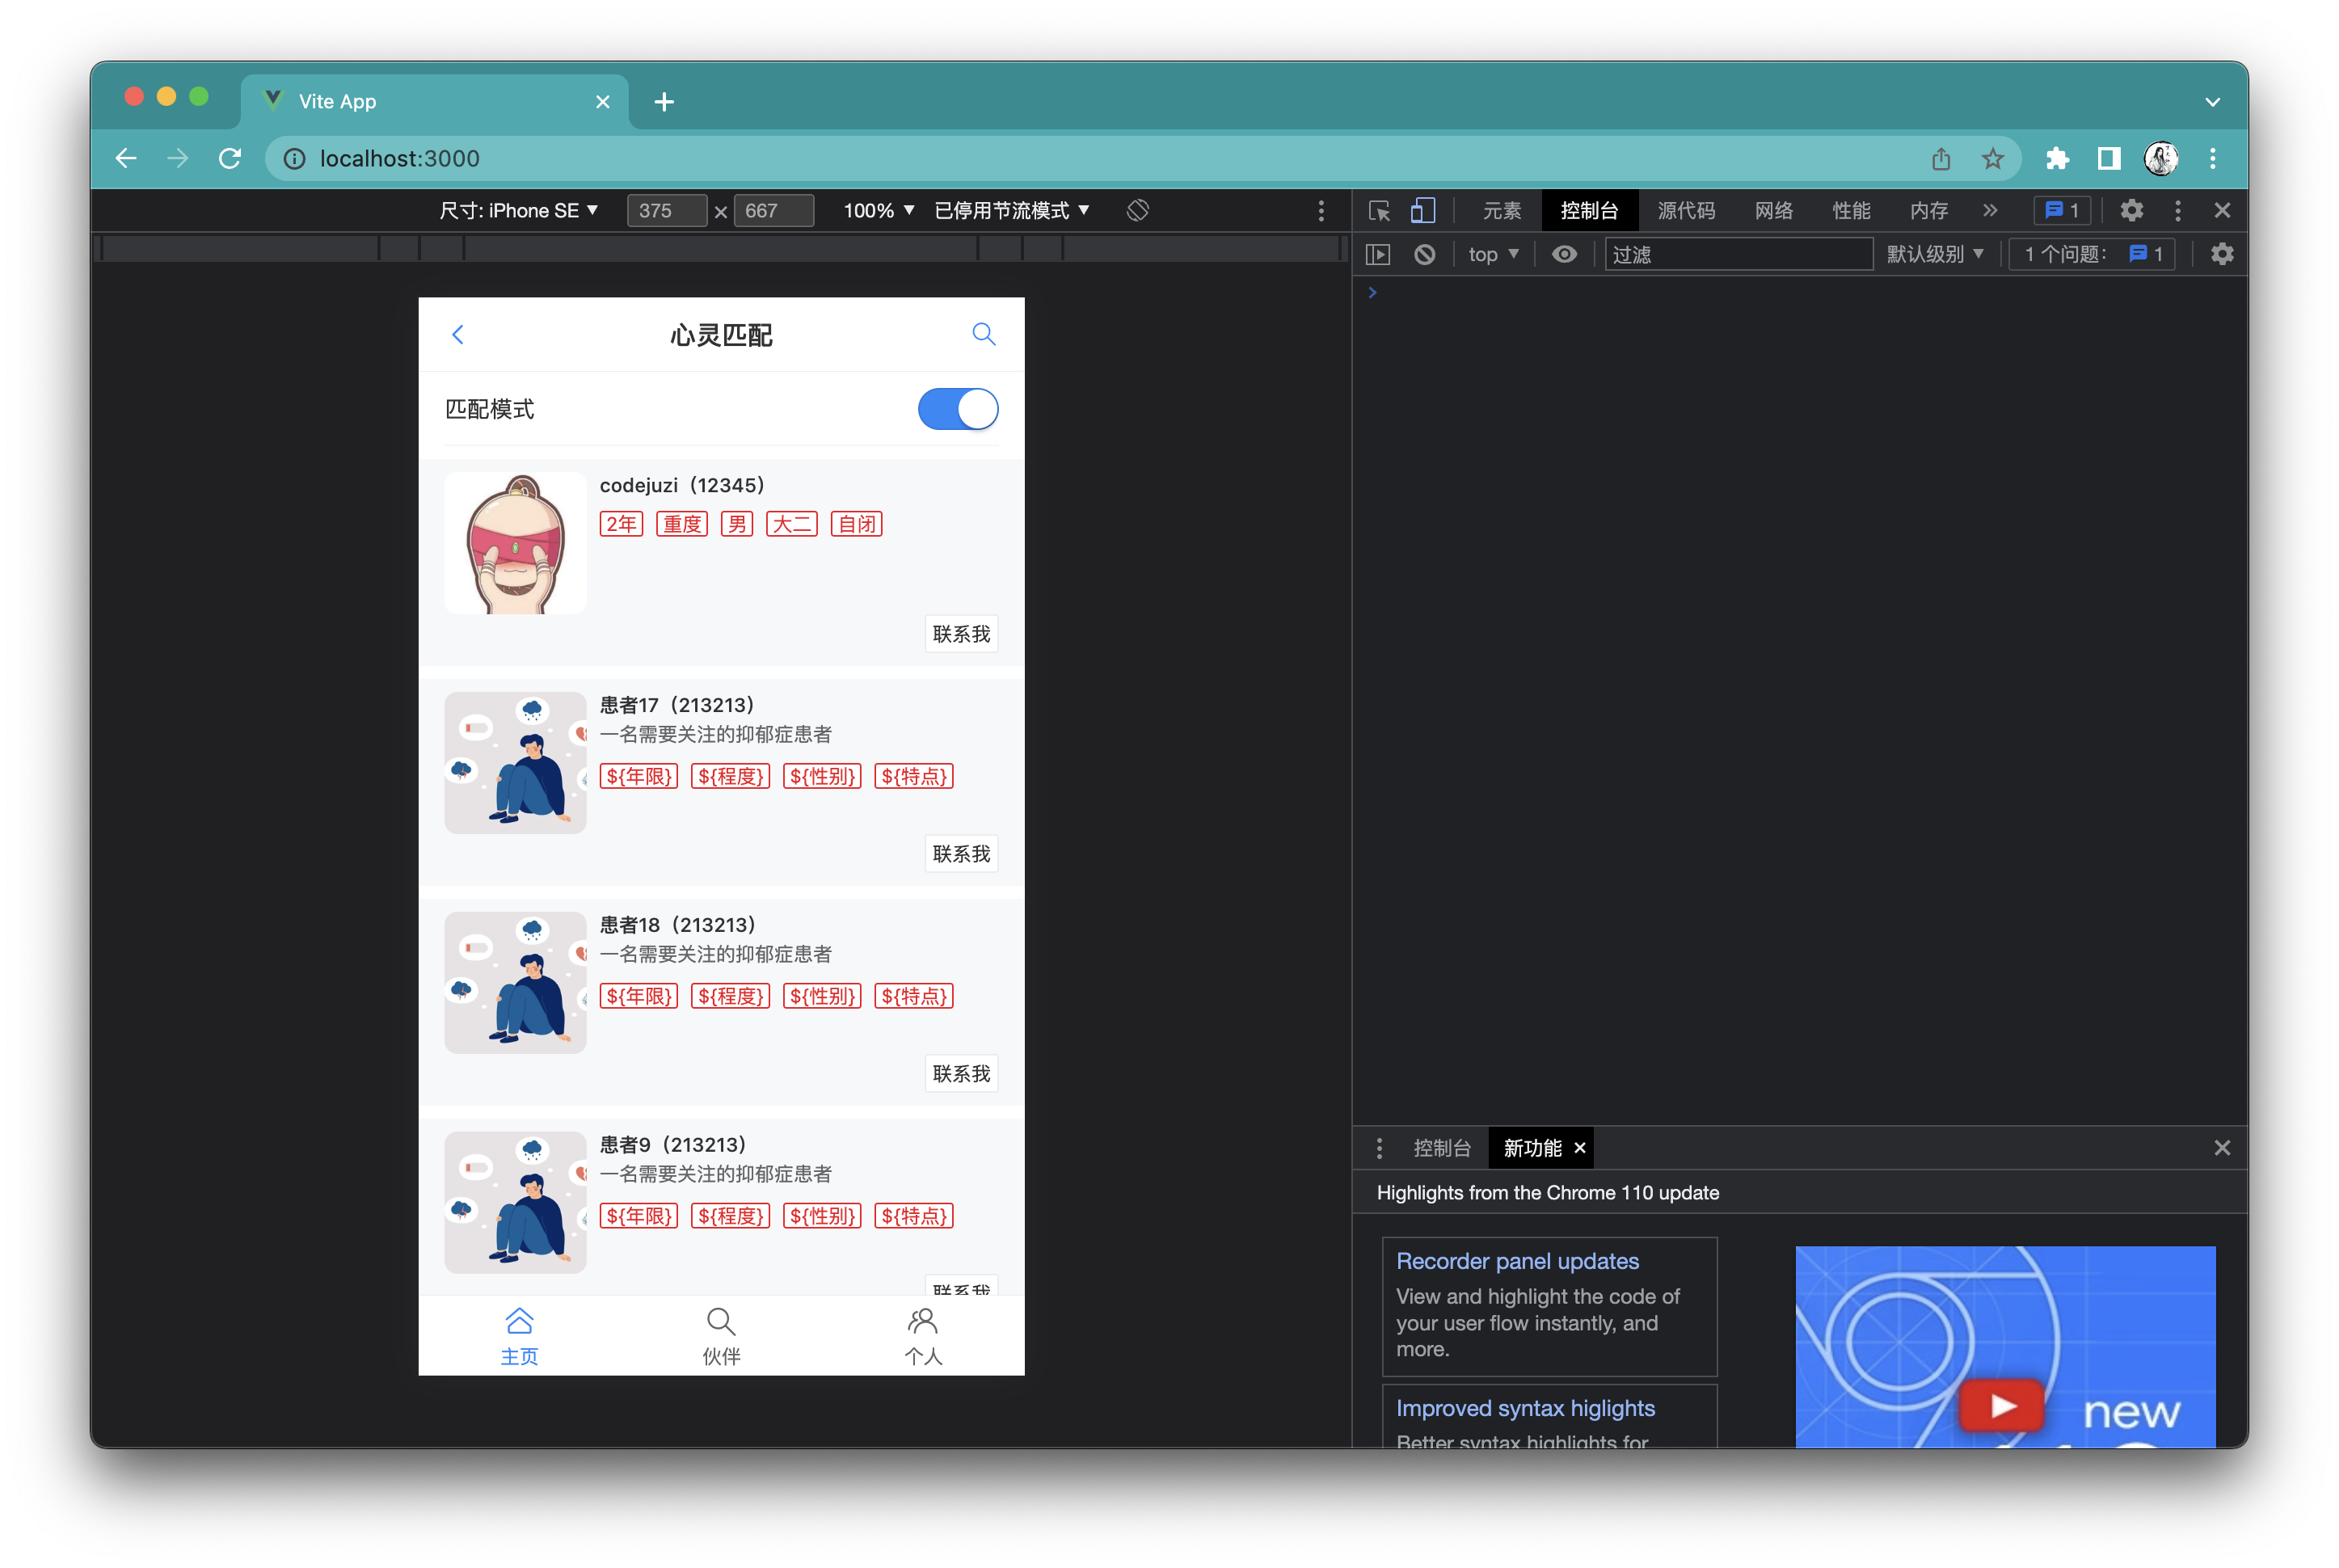 Vite App
localhost:3000
尺寸: iPhone SE 375 × 667 100% 已停用节流模式
元素 控制台 源代码 网络 性能 内存 » 1
top 过滤 默认级别 1 个问题: 1
心灵匹配
匹配模式
codejuzi（12345）
2年 重度 男 大二 自闭
联系我
患者17（213213）
一名需要关注的抑郁症患者
${年限} ${程度} ${性别} ${特点}
联系我
患者18（213213）
一名需要关注的抑郁症患者
${年限} ${程度} ${性别} ${特点}
联系我
患者9（213213）
一名需要关注的抑郁症患者
${年限} ${程度} ${性别} ${特点}
联系我
主页 伙伴 个人
控制台 新功能
Highlights from the Chrome 110 update
Recorder panel updates
View and highlight the code of
your user flow instantly, and
more.
Improved syntax higlights
Better syntax highlights for
new